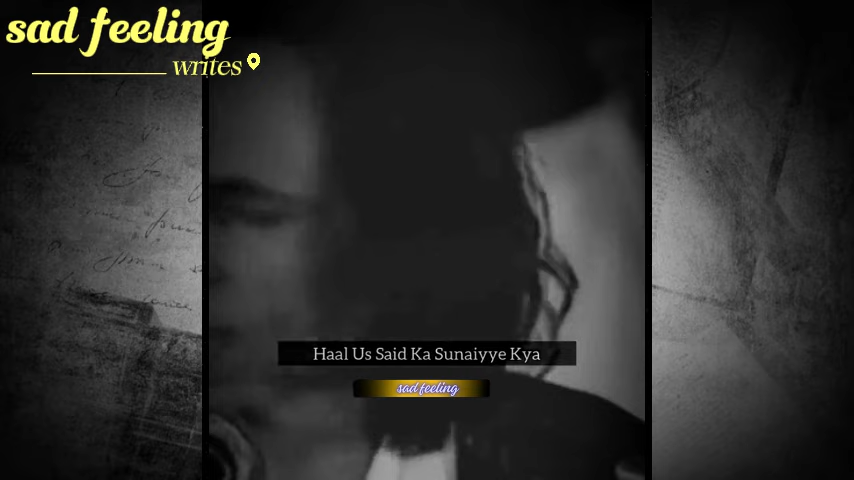 sad feeling
writes
Haal Us Said Ka Sunaiyye Kya
sad feeling